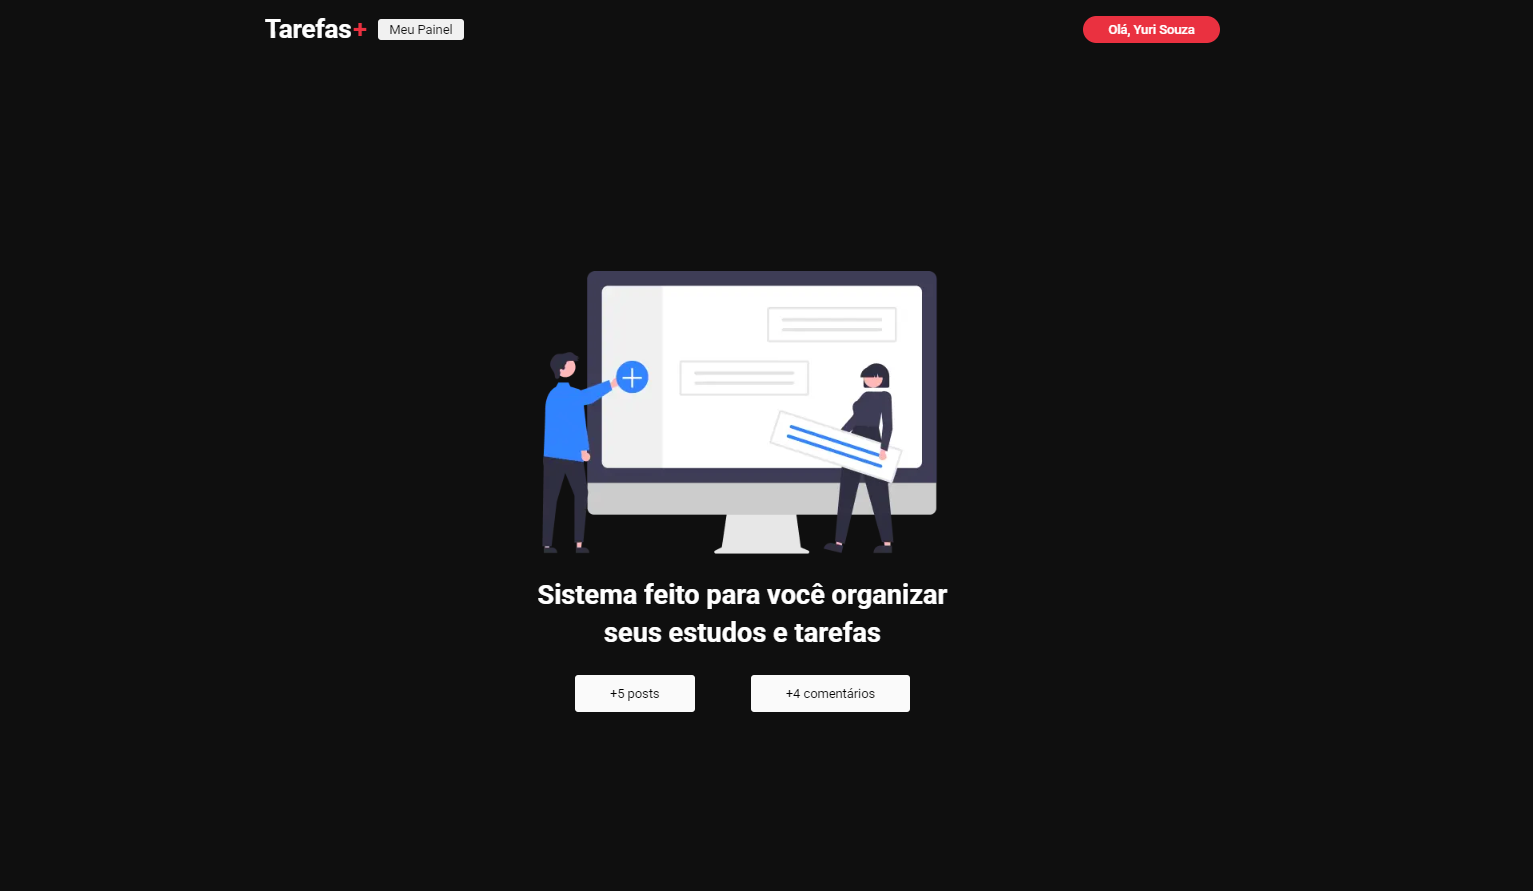 Tarefas+
Meu Painel
Olá, Yuri Souza
Sistema feito para você organizar
seus estudos e tarefas
+5 posts
+4 comentários